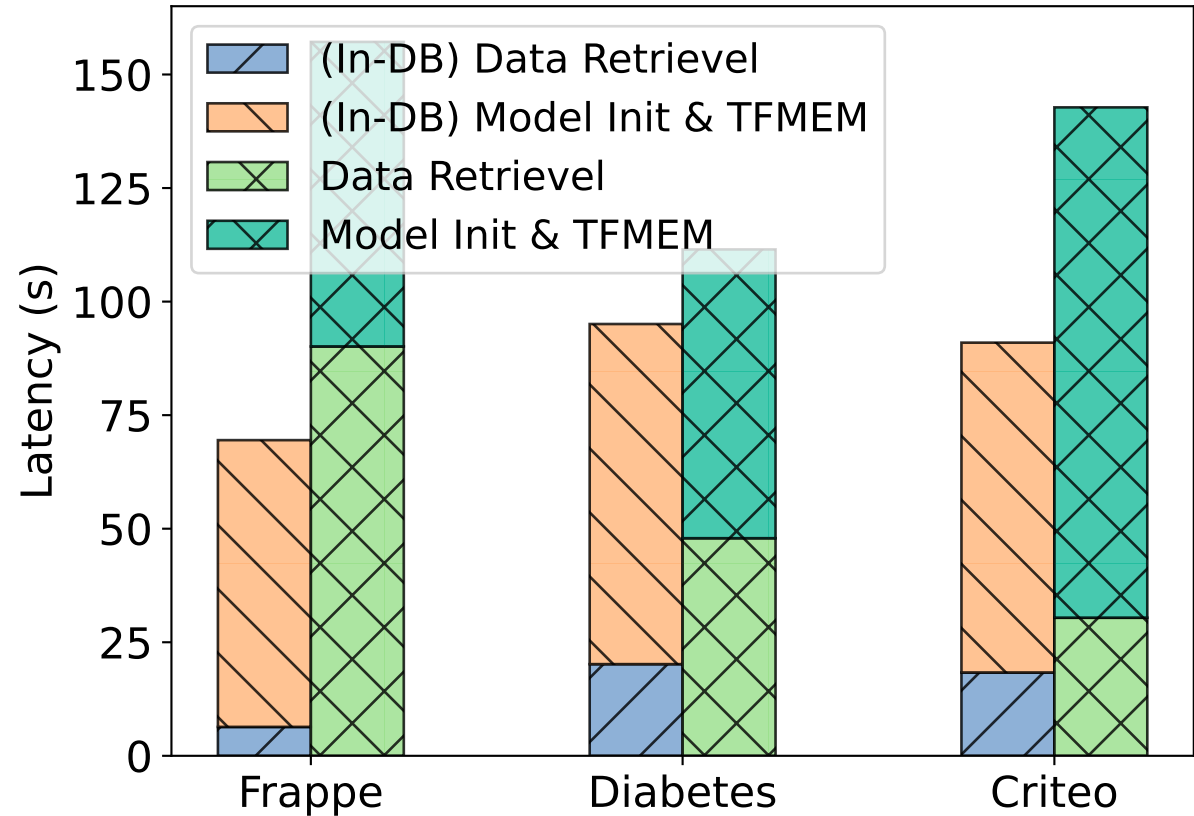 Latency (s)
150
125
100
75
50
25
0
(In-DB) Data Retrievel
(In-DB) Model Init & TFMEM
Data Retrievel
Model Init & TFMEM
Frappe
Diabetes
Criteo